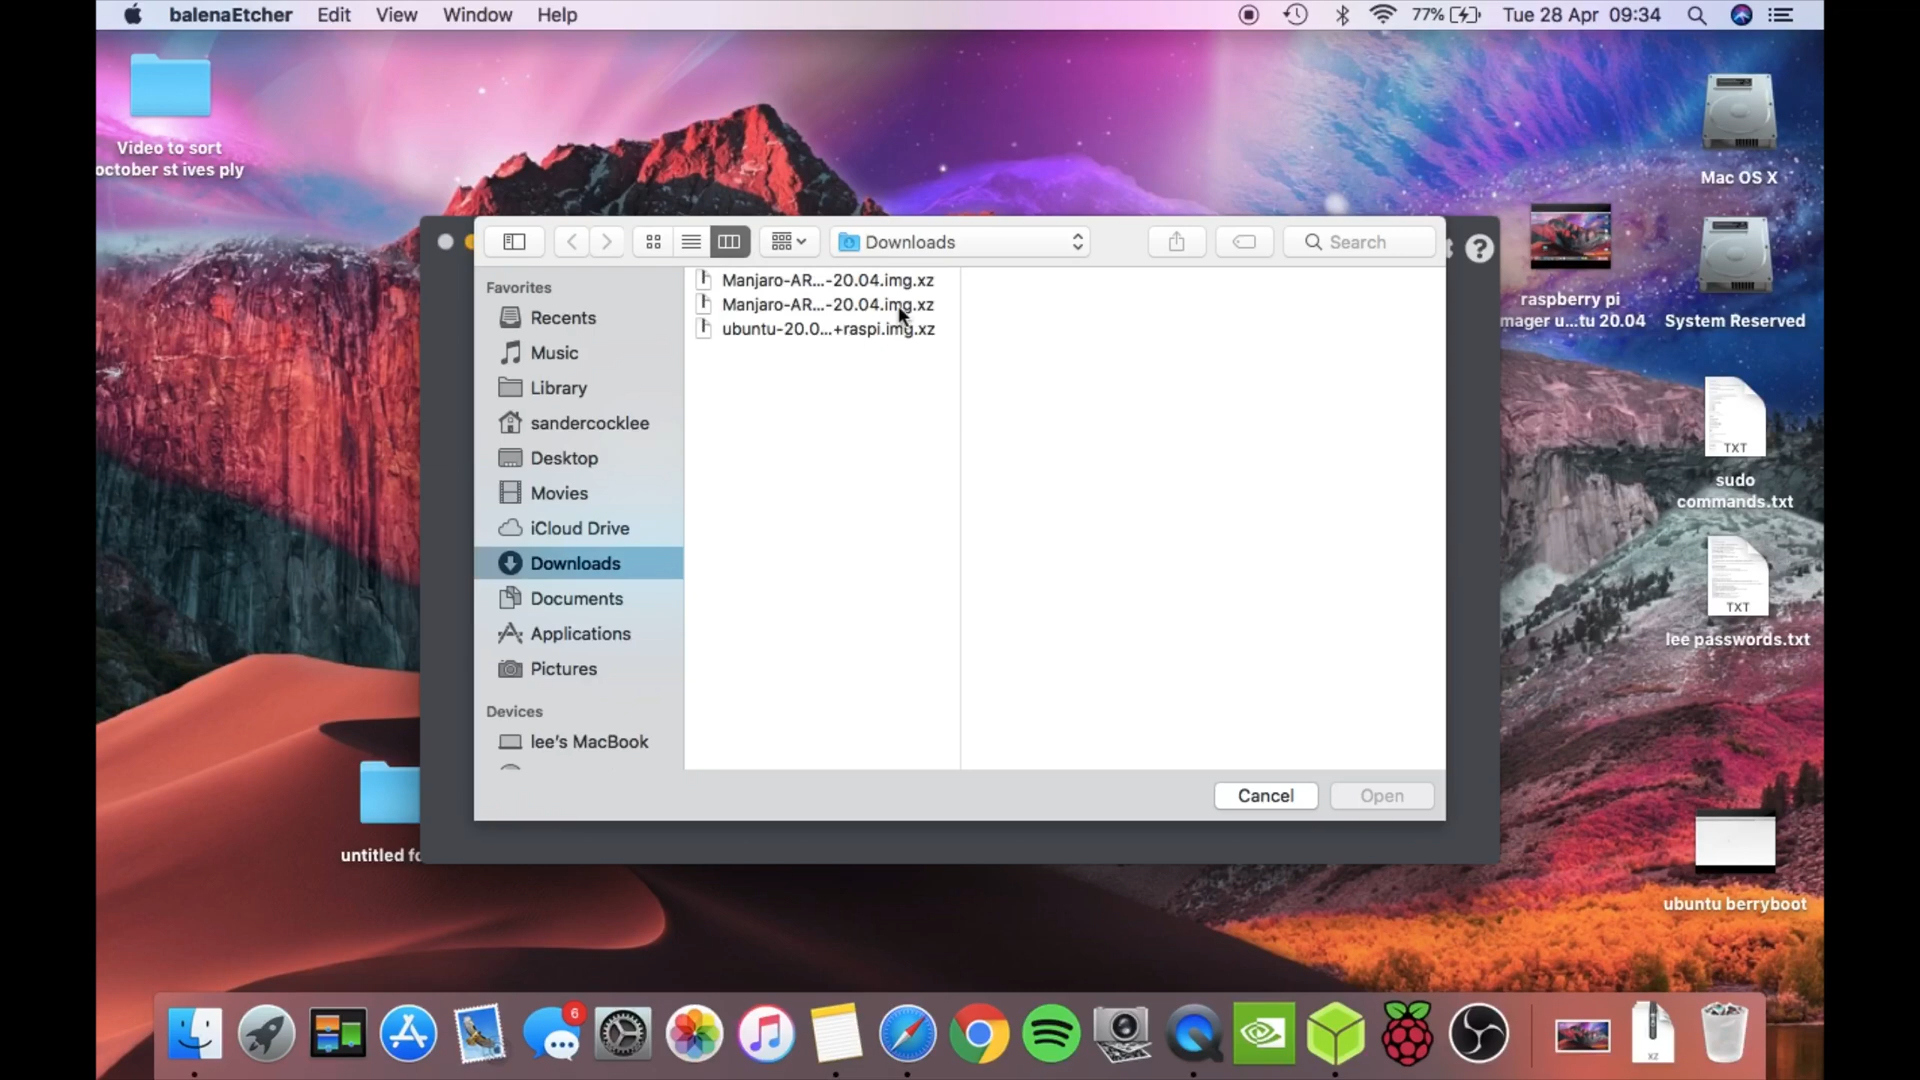 balenaEtcher Edit View Window Help 77% Tue 28 Apr 09:34
Video to sort
october st ives ply
Mac OS X
raspberry pi
mager u...tu 20.04
System Reserved
sudo
commands.txt
TXT
lee passwords.txt
TXT
ubuntu berryboot
untitled fo
Downloads
Search
?
Favorites
Recents
Music
Library
sandercocklee
Desktop
Movies
iCloud Drive
Downloads
Documents
Applications
Pictures
Devices
lee's MacBook
Manjaro-AR...-20.04.img.xz
Manjaro-AR...-20.04.img.xz
ubuntu-20.0...+raspi.img.xz
Cancel
Open
6
XZ